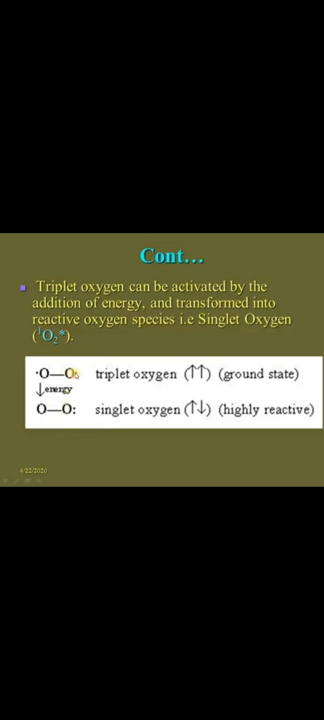 Cont...
Triplet oxygen can be activated by the
addition of energy, and transformed into
reactive oxygen species i.e Singlet Oxygen
(¹O₂*).
·O—O· triplet oxygen (↑↑) (ground state)
↓energy
O—O: singlet oxygen (↑↓) (highly reactive)
4/22/2020